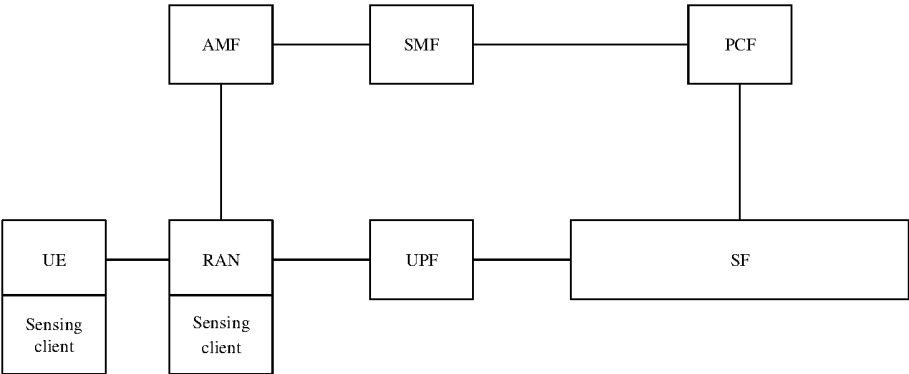 AMF
SMF
PCF
UE
RAN
UPF
SF
Sensing
client
Sensing
client